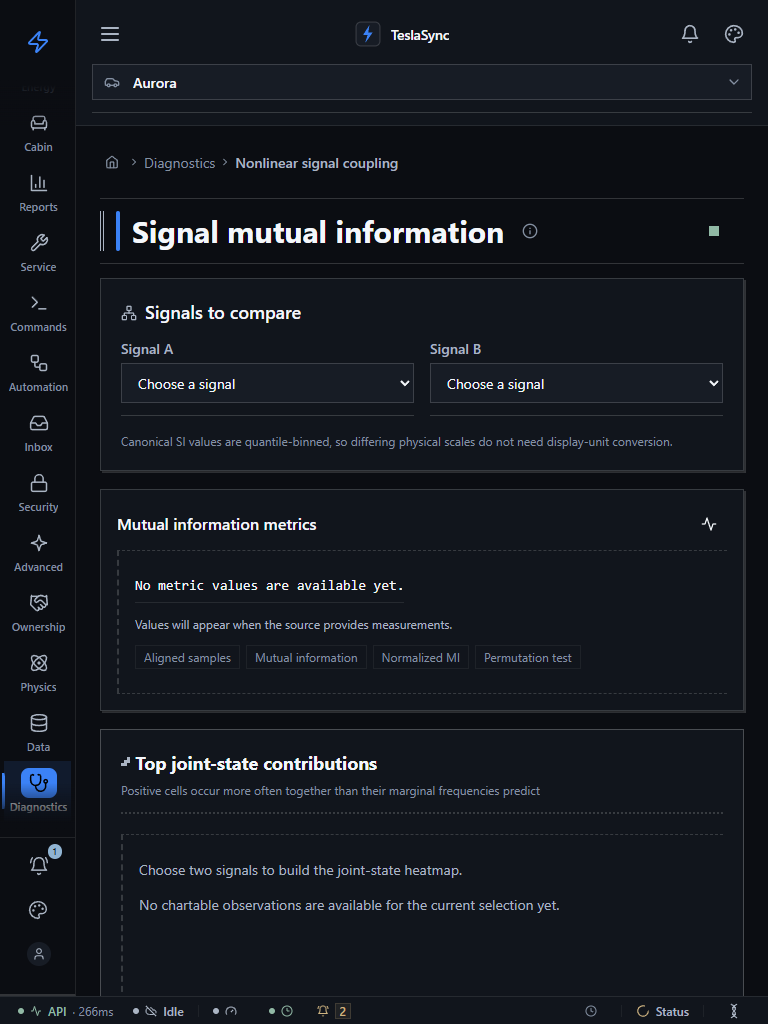 TeslaSync
Aurora
Energy
Cabin
Reports
Service
Commands
Automation
Inbox
Security
Advanced
Ownership
Physics
Data
Diagnostics
1
Diagnostics
Nonlinear signal coupling
Signal mutual information
Signals to compare
Signal A
Signal B
Choose a signal
Choose a signal
Canonical SI values are quantile-binned, so differing physical scales do not need display-unit conversion.
Mutual information metrics
No metric values are available yet.
Values will appear when the source provides measurements.
Aligned samples
Mutual information
Normalized MI
Permutation test
Top joint-state contributions
Positive cells occur more often together than their marginal frequencies predict
Choose two signals to build the joint-state heatmap.
No chartable observations are available for the current selection yet.
API · 266ms
Idle
2
Status